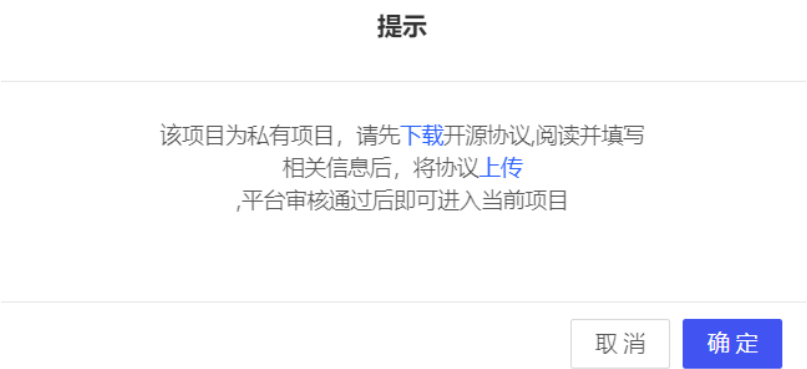 提示
该项目为私有项目，请先下载开源协议,阅读并填写
相关信息后，将协议上传
,平台审核通过后即可进入当前项目
取消
确定